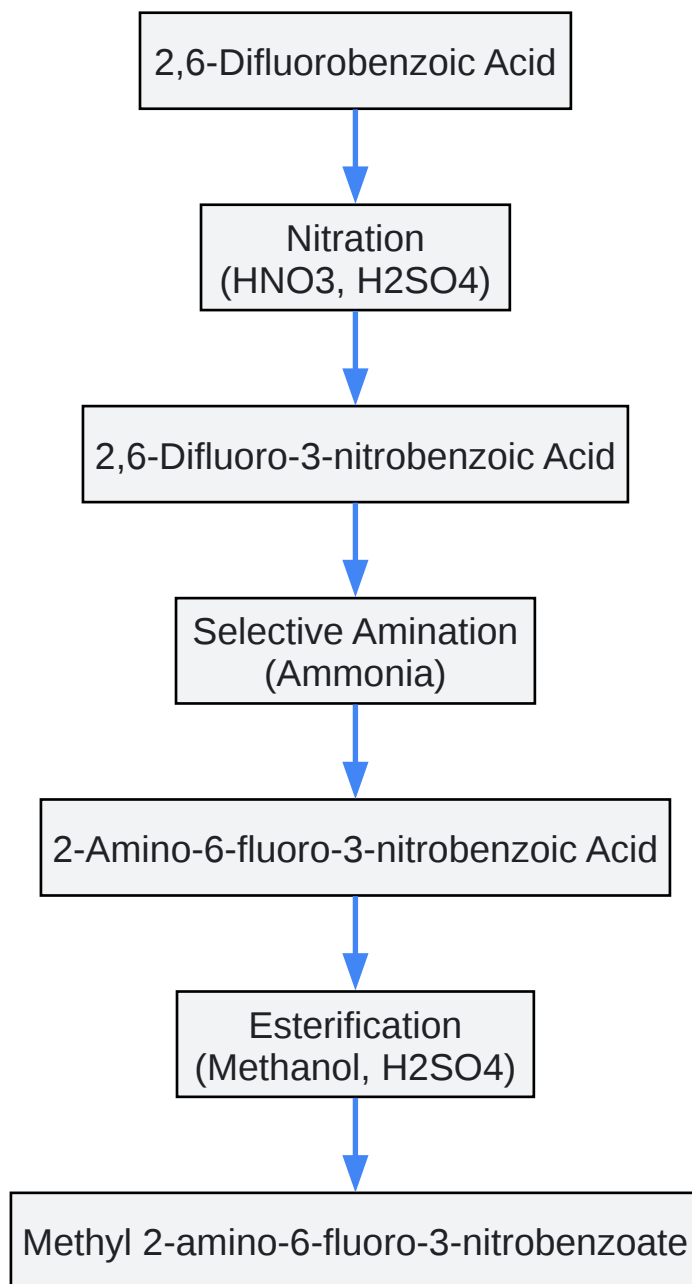 2,6-Difluorobenzoic Acid
Nitration
(HNO3, H2SO4)
2,6-Difluoro-3-nitrobenzoic Acid
Selective Amination
(Ammonia)
2-Amino-6-fluoro-3-nitrobenzoic Acid
Esterification
(Methanol, H2SO4)
Methyl 2-amino-6-fluoro-3-nitrobenzoate